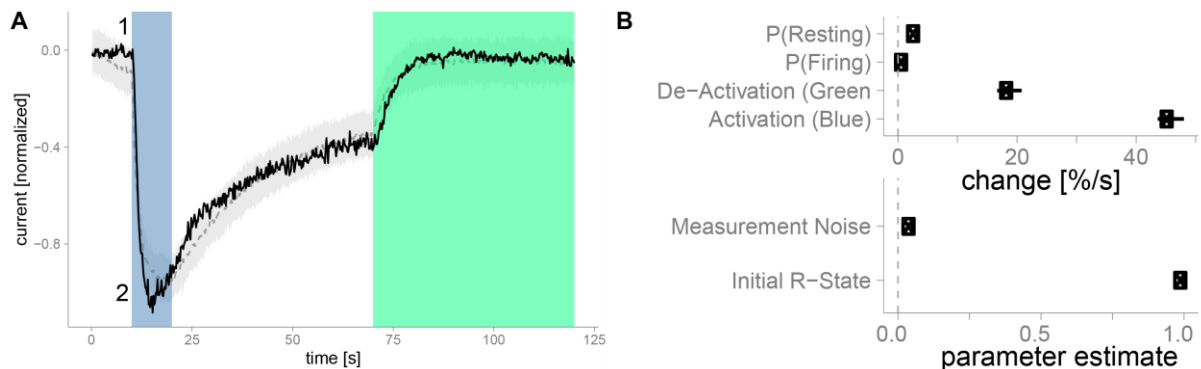 A
1
2
0.0
−0.4
−0.8
current [normalized]
0
25
50
75
100
125
time [s]
B
P(Resting)
P(Firing)
De−Activation (Green
Activation (Blue)
0
20
40
change [%/s]
Measurement Noise
Initial R−State
0.0
0.5
1.0
parameter estimate